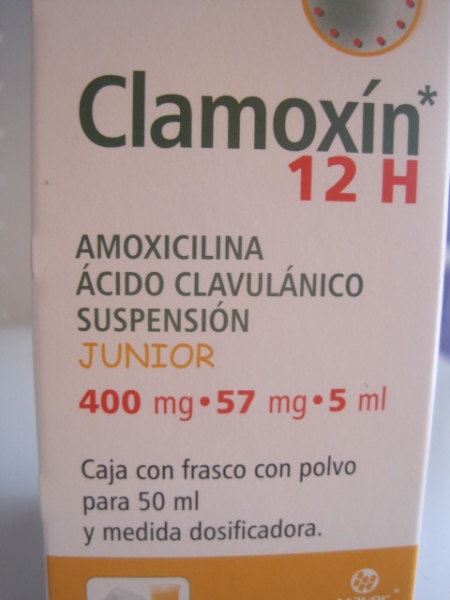 Clamoxín*
12 H
AMOXICILINA
ÁCIDO CLAVULÁNICO
SUSPENSIÓN
JUNIOR
400 mg•57 mg•5 ml
Caja con frasco con polvo
para 50 ml
y medida dosificadora.